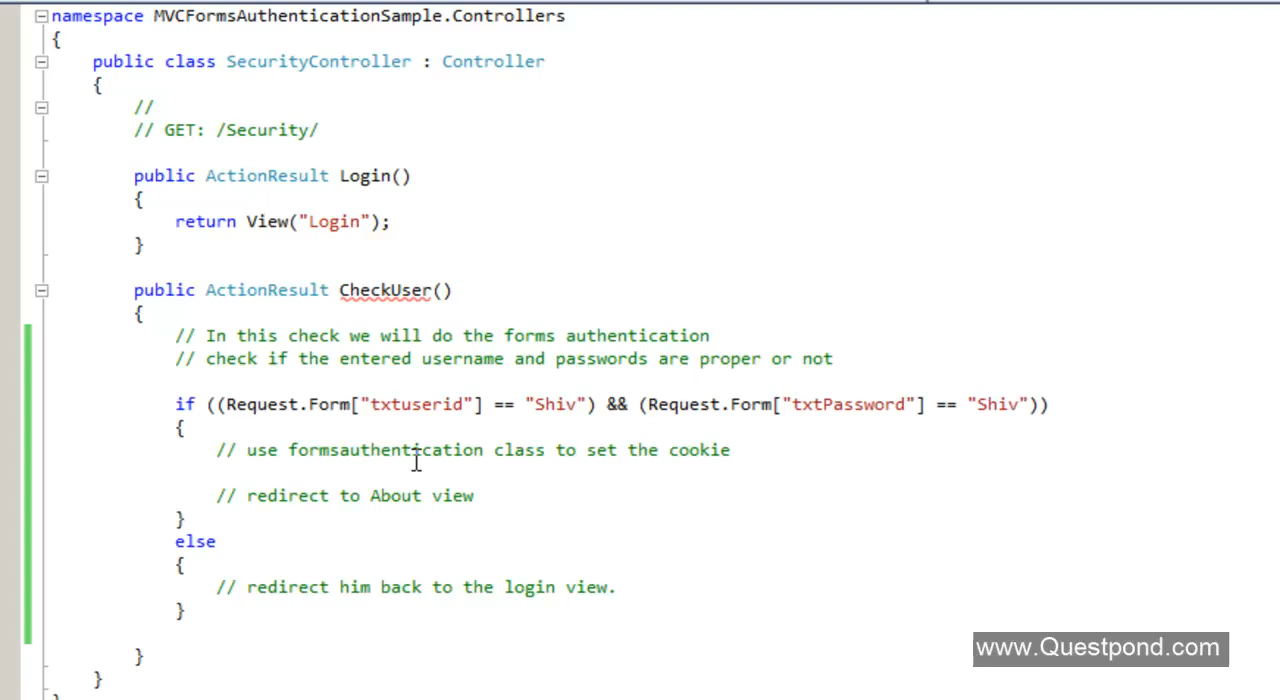 namespace MVCFormsAuthenticationSample.Controllers
{
public class SecurityController : Controller
{
//
// GET: /Security/
public ActionResult Login()
{
return View("Login");
}
public ActionResult CheckUser()
{
// In this check we will do the forms authentication
// check if the entered username and passwords are proper or not
if ((Request.Form["txtuserid"] == "Shiv") && (Request.Form["txtPassword"] == "Shiv"))
{
// use formsauthentication class to set the cookie
// redirect to About view
}
else
{
// redirect him back to the login view.
}
www.Questpond.com
}
}